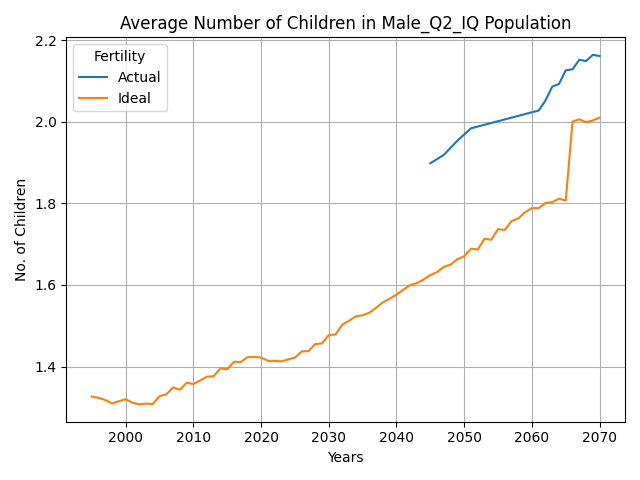 Average Number of Children in Male_Q2_IQ Population
Fertility
Actual
Ideal
2.2
2.0
1.8
1.6
1.4
No. of Children
2000 2010 2020 2030 2040 2050 2060 2070
Years